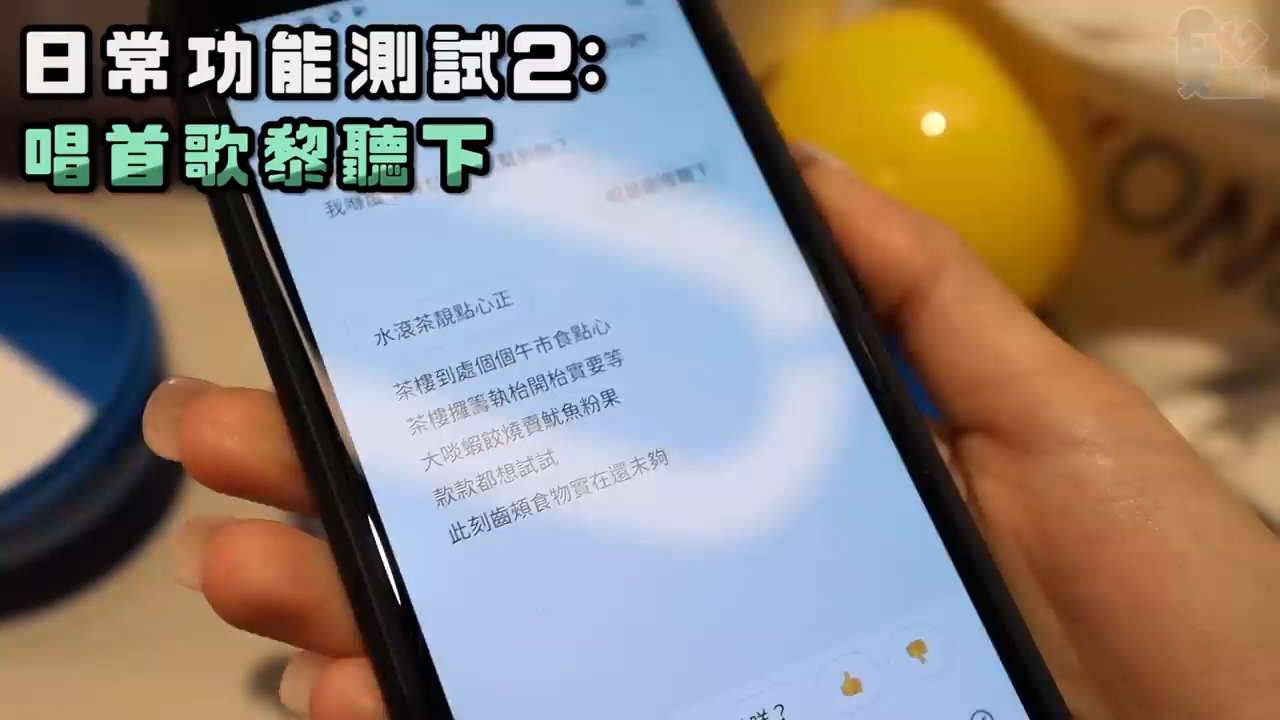 日常功能測試2:
唱首歌黎聽下
水滾茶靚點心正
茶樓到處個個午市食點心
茶樓攞籌執枱開枱實要等
大啖蝦餃燒賣魷魚粉果
款款都想試試
此刻齒頰食物實在還未夠